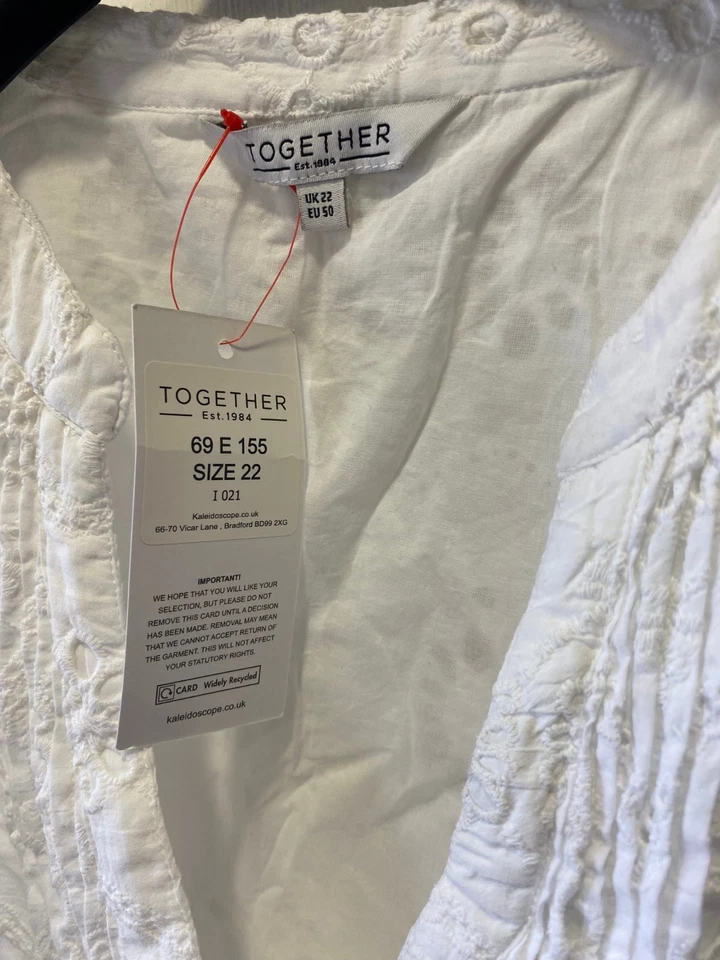 TOGETHER
Est.1984
UK 22
EU 50
TOGETHER
Est.1984
69 E 155
SIZE 22
I 021
Kaleidoscope.co.uk
66-70 Vicar Lane , Bradford BD99 2XG
IMPORTANT!
WE HOPE THAT YOU WILL LIKE YOUR
SELECTION, BUT PLEASE DO NOT
REMOVE THIS CARD UNTIL A DECISION
HAS BEEN MADE. REMOVAL MAY MEAN
THAT WE CANNOT ACCEPT RETURN OF
THE GARMENT. THIS WILL NOT AFFECT
YOUR STATUTORY RIGHTS.
CARD Widely Recycled
kaleidoscope.co.uk